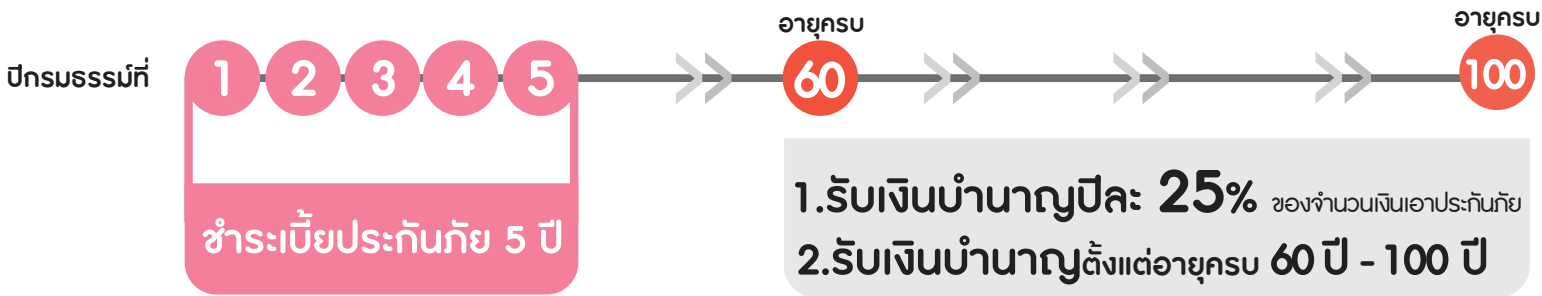 อายุครบ
อายุครบ
ปีกรมธรรม์ที่ 1 2 3 4 5 60 100
ชำระเบี้ยประกันภัย 5 ปี
1.รับเงินบำนาญปีละ 25% ของจำนวนเงินเอาประกันภัย
2.รับเงินบำนาญตั้งแต่อายุครบ 60 ปี - 100 ปี